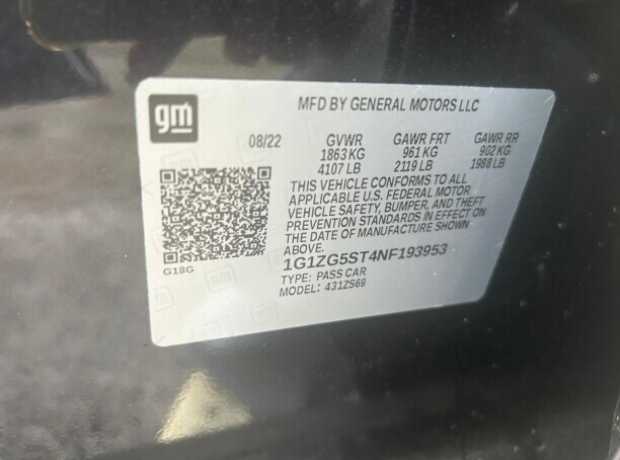 gm
MFD BY GENERAL MOTORS LLC
08/22 GVWR GAWR FRT GAWR RR
1863 KG 961 KG 902 KG
4107 LB 2119 LB 1988 LB
THIS VEHICLE CONFORMS TO ALL
APPLICABLE U.S. FEDERAL MOTOR
VEHICLE SAFETY, BUMPER, AND THEFT
PREVENTION STANDARDS IN EFFECT ON
THE DATE OF MANUFACTURE SHOWN
ABOVE.
G18G
1G1ZG5ST4NF193953
TYPE: PASS CAR
MODEL: 431ZS69